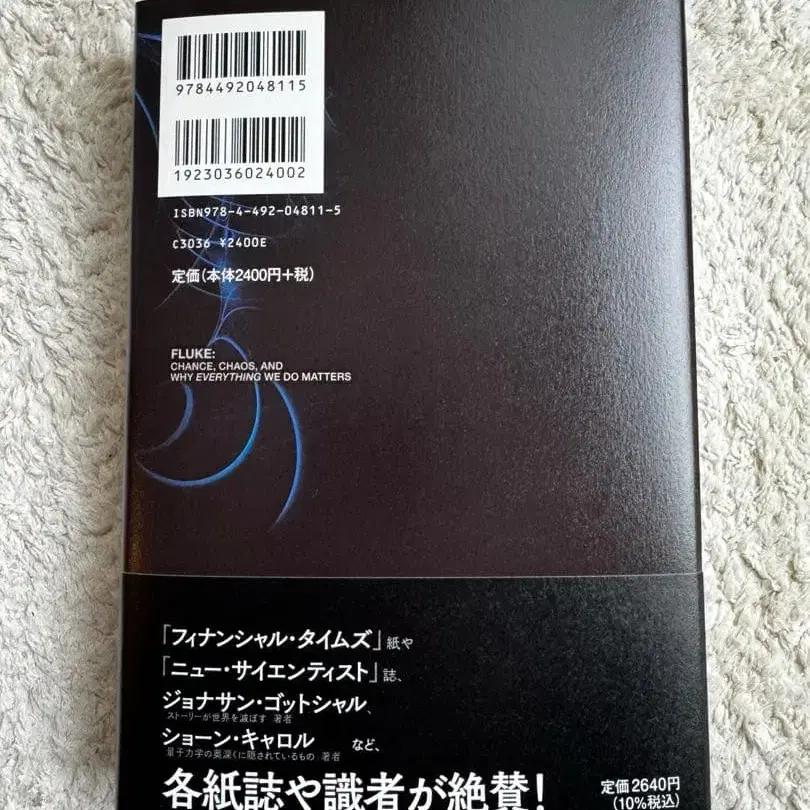 9784492048115
1923036024002
ISBN978-4-492-04811-5
C3036 ¥2400E
定価(本体2400円+税)
FLUKE:
CHANCE, CHAOS, AND
WHY EVERYTHING WE DO MATTERS
「フィナンシャル・タイムズ」紙や
「ニュー・サイエンティスト」誌、
ジョナサン・ゴットシャル、
ストーリーが世界を滅ぼす 著者
ショーン・キャロル など、
量子力学の奥深くに隠されているもの 著者
各紙誌や識者が絶賛!
定価2640円
(10%税込)